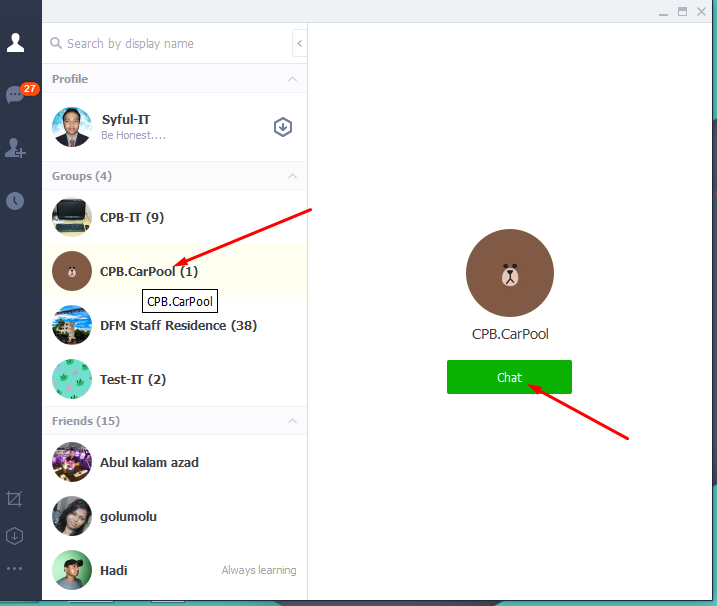 27
Search by display name
Profile
Syful-IT
Be Honest....
Groups (4)
CPB-IT (9)
CPB.CarPool (1)
CPB.CarPool
DFM Staff Residence (38)
Test-IT (2)
Friends (15)
Abul kalam azad
golumolu
Hadi
Always learning
CPB.CarPool
Chat